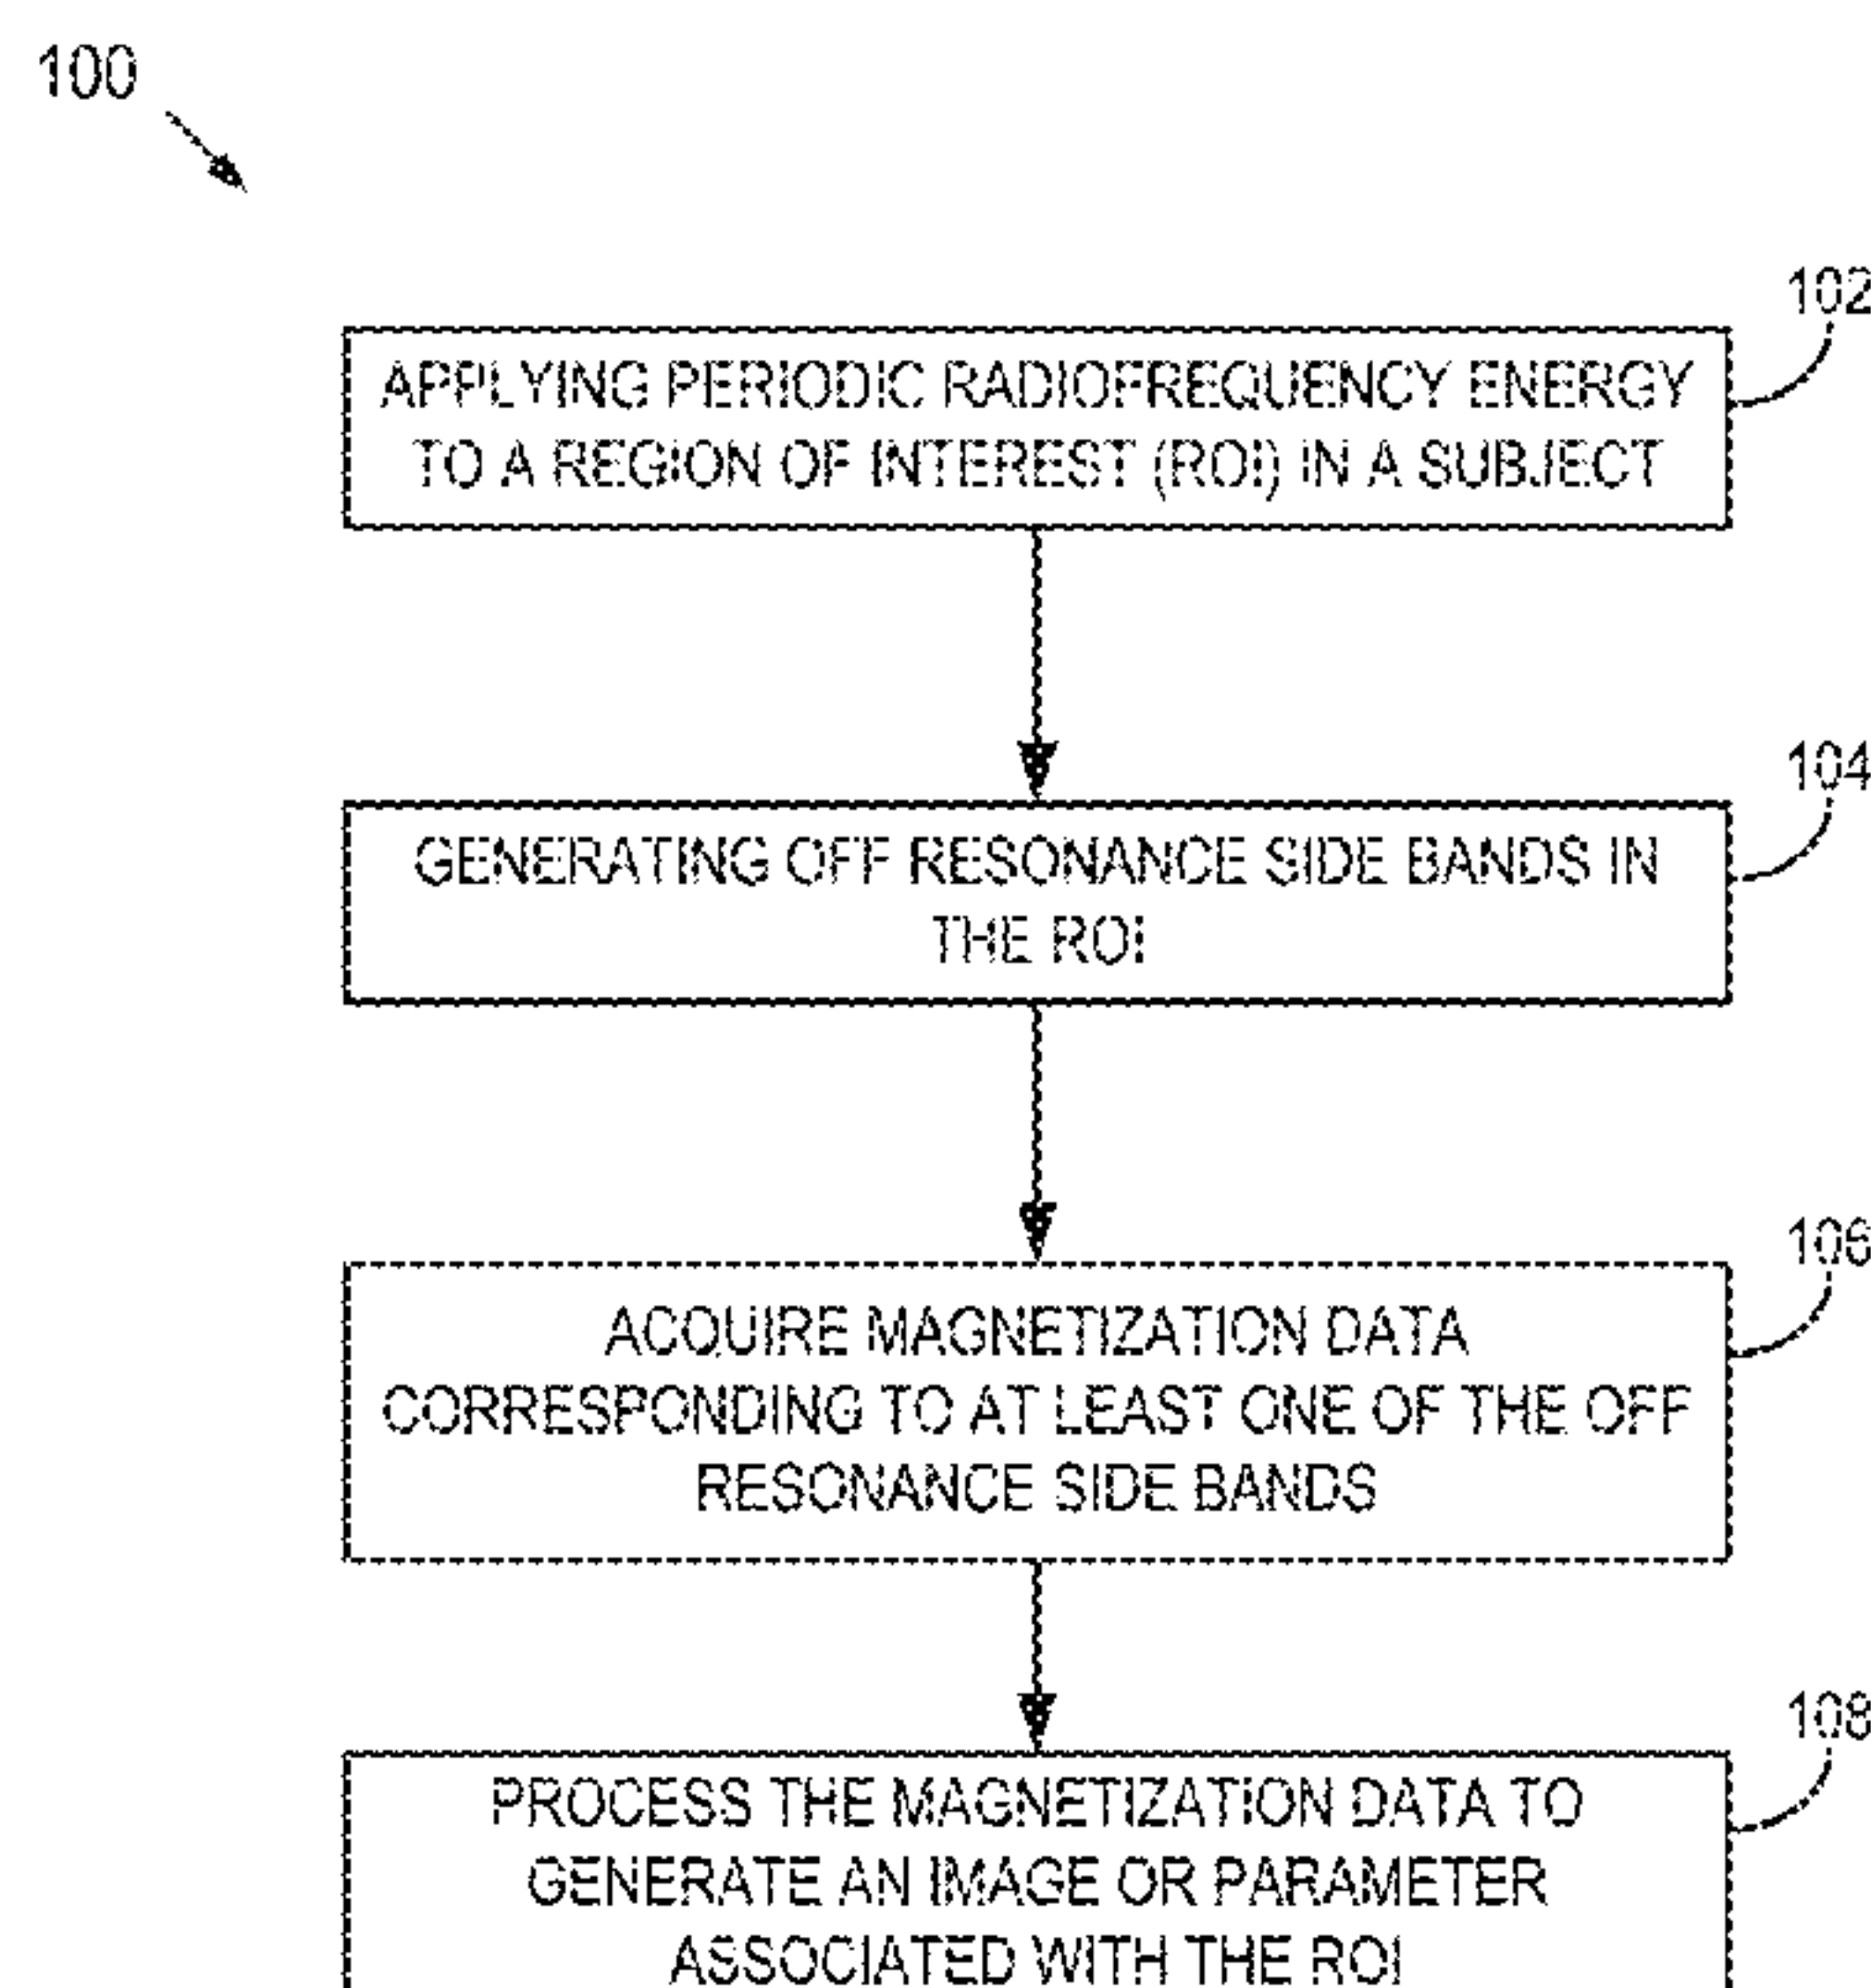 100
102
APPLYING PERIODIC RADIOFREQUENCY ENERGY
TO A REGION OF INTEREST (ROI) IN A SUBJECT
104
GENERATING OFF RESONANCE SIDE BANDS IN
THE ROI
106
ACQUIRE MAGNETIZATION DATA
CORRESPONDING TO AT LEAST ONE OF THE OFF
RESONANCE SIDE BANDS
108
PROCESS THE MAGNETIZATION DATA TO
GENERATE AN IMAGE OR PARAMETER
ASSOCIATED WITH THE ROI